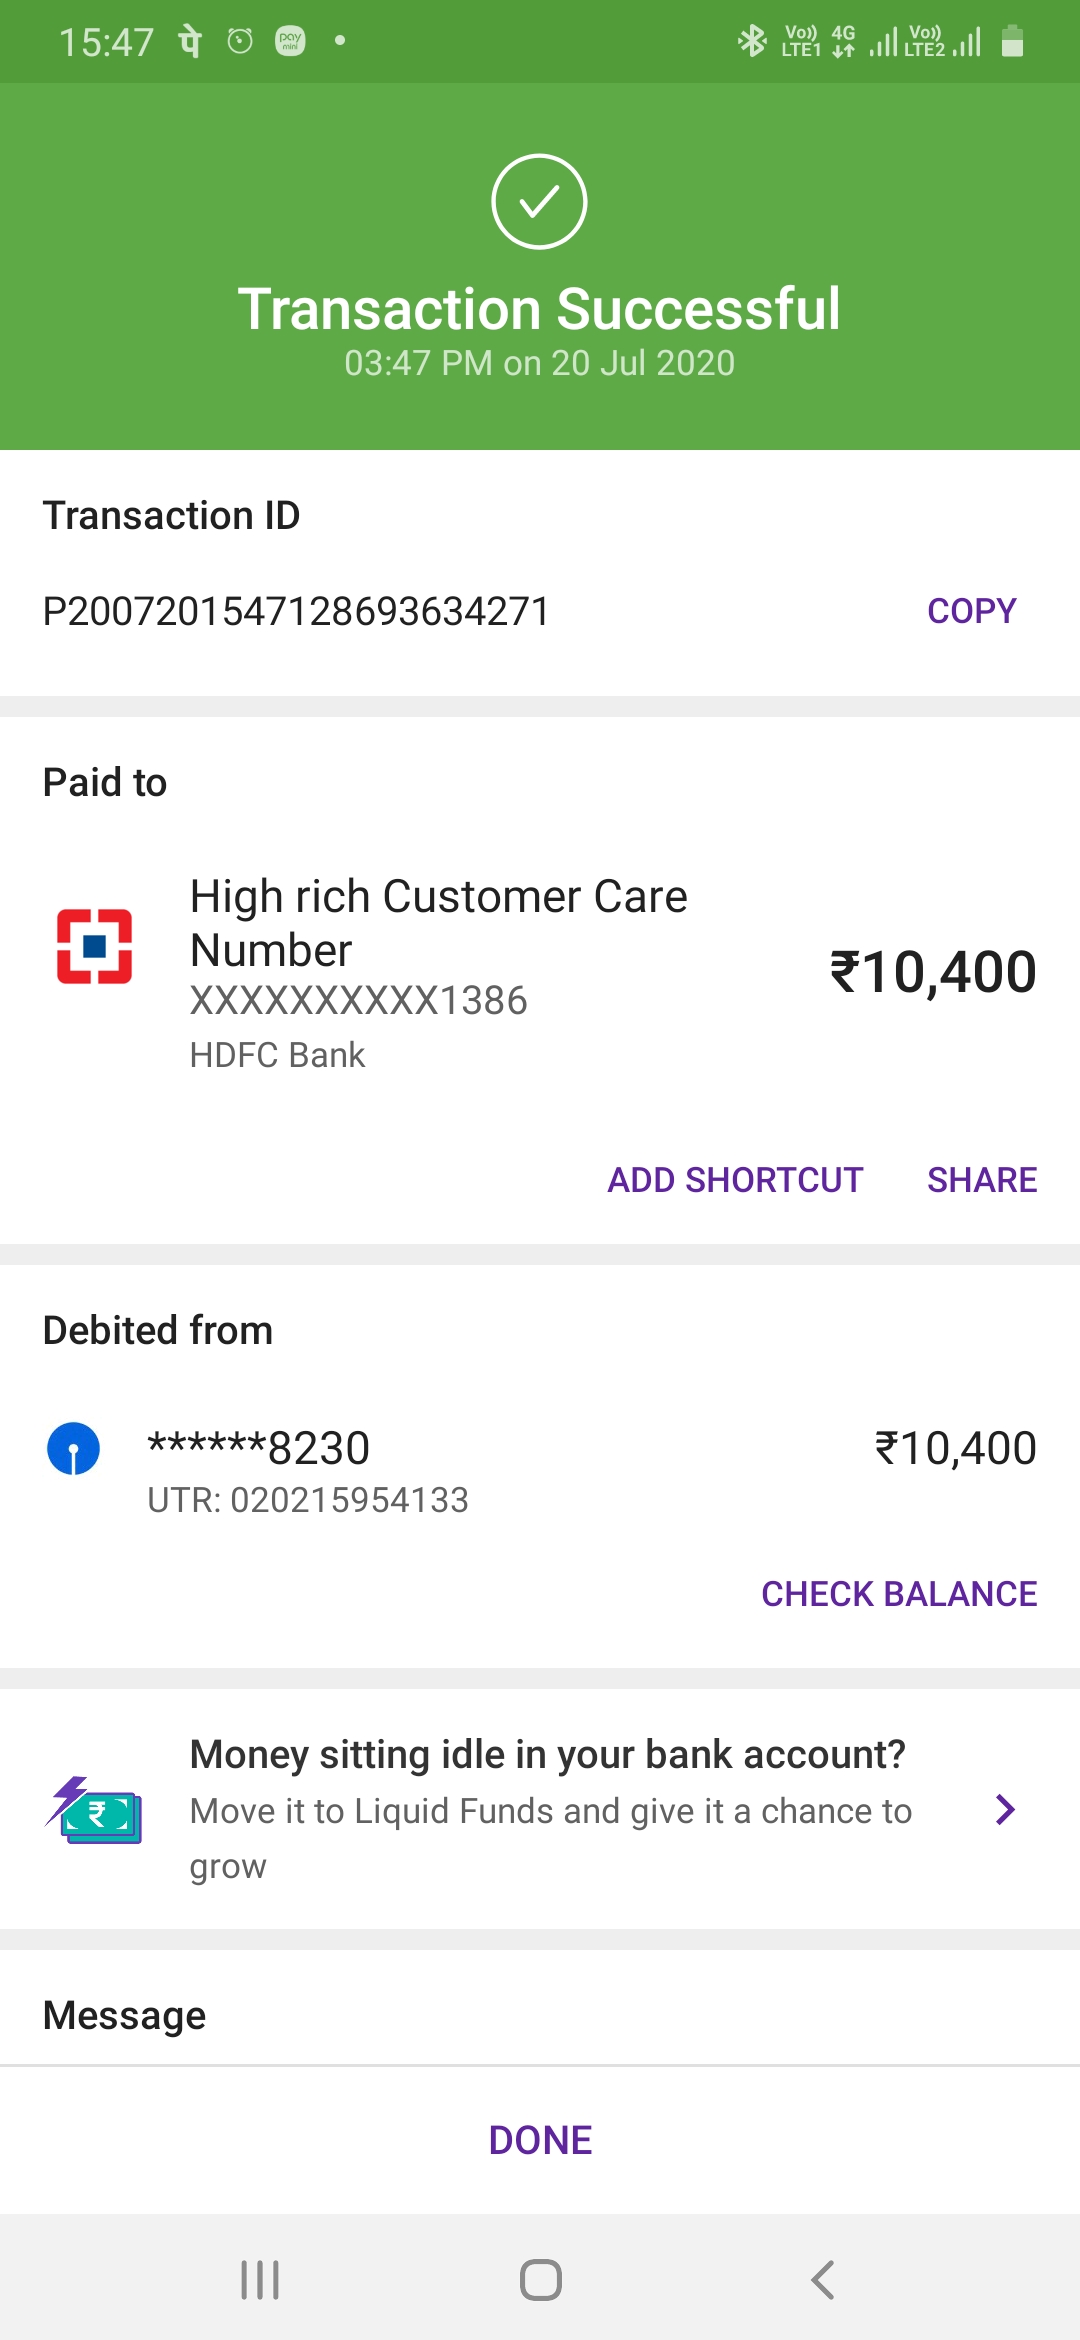 15:47 पे pay mini Vo)) LTE1 4G Vo)) LTE2
Transaction Successful
03:47 PM on 20 Jul 2020
Transaction ID
P2007201547128693634271 COPY
Paid to
High rich Customer Care
Number
XXXXXXXXXX1386
HDFC Bank
₹10,400
ADD SHORTCUT SHARE
Debited from
******8230 ₹10,400
UTR: 020215954133
CHECK BALANCE
Money sitting idle in your bank account?
₹
Move it to Liquid Funds and give it a chance to
grow
Message
DONE